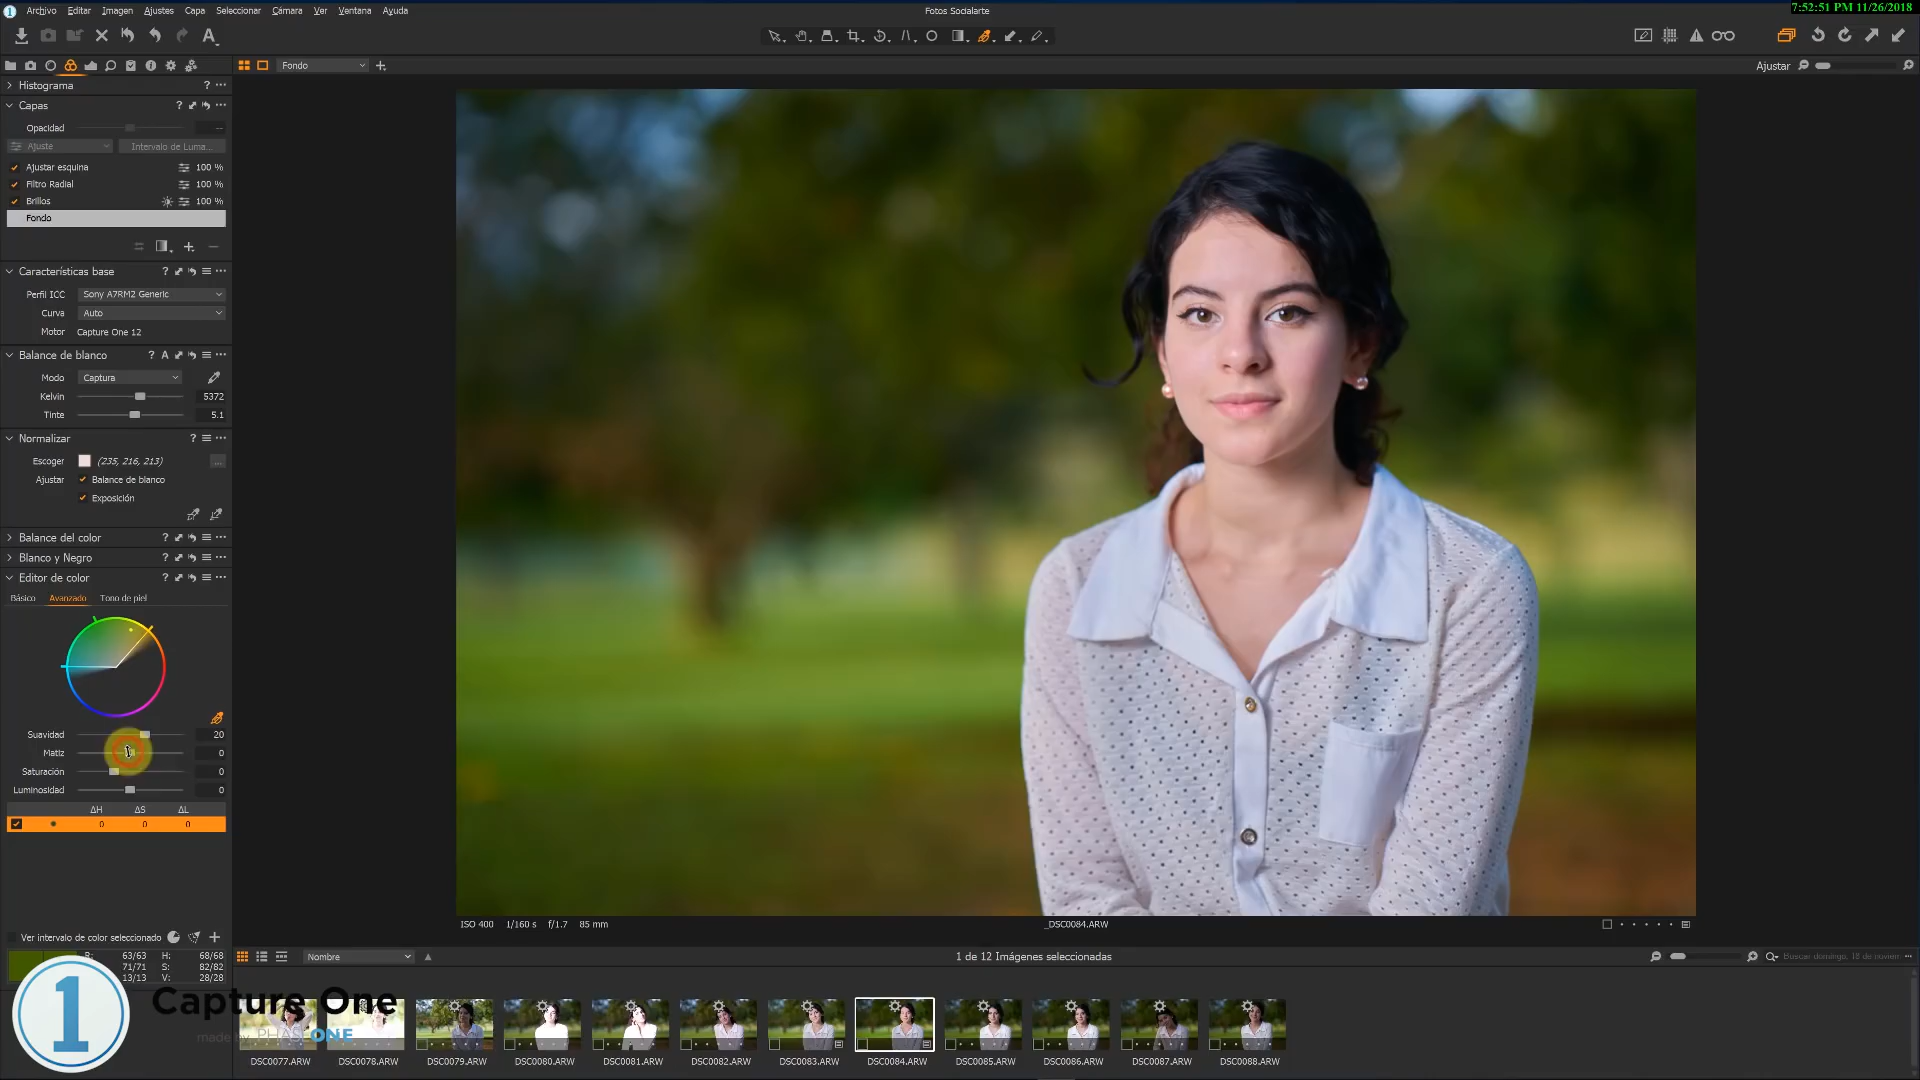 Archivo Editar Imagen Ajustes Capa Seleccionar Cámara Ver Ventana Ayuda
Fotos Socialarte
7:52:51 PM 11/26/2018
Fondo
Ajustar
Histograma
Capas
Opacidad
Ajuste Intervalo de Luma...
Ajustar esquina 100 %
Filtro Radial 100 %
Brillos 100 %
Fondo
Características base
Perfil ICC Sony A7RM2 Generic
Curva Auto
Motor Capture One 12
Balance de blanco
Modo Captura
Kelvin 5372
Tinte 5.1
Normalizar
Escoger (235, 216, 213)
Ajustar Balance de blanco
Exposición
Balance del color
Blanco y Negro
Editor de color
Básico Avanzado Tono de piel
Suavidad 20
Matiz 0
Saturación 0
Luminosidad 0
ΔH ΔS ΔL
0 0 0
Ver intervalo de color seleccionado
R: 63/63 H: 68/68
71/71 S: 82/82
13/13 V: 28/28
ISO 400 1/160 s f/1.7 85 mm
_DSC0084.ARW
Nombre
1 de 12 Imágenes seleccionadas
1
Capture One
made by PHASEONE
DSC0077.ARW DSC0078.ARW DSC0079.ARW DSC0080.ARW DSC0081.ARW DSC0082.ARW DSC0083.ARW DSC0084.ARW DSC0085.ARW DSC0086.ARW DSC0087.ARW DSC0088.ARW